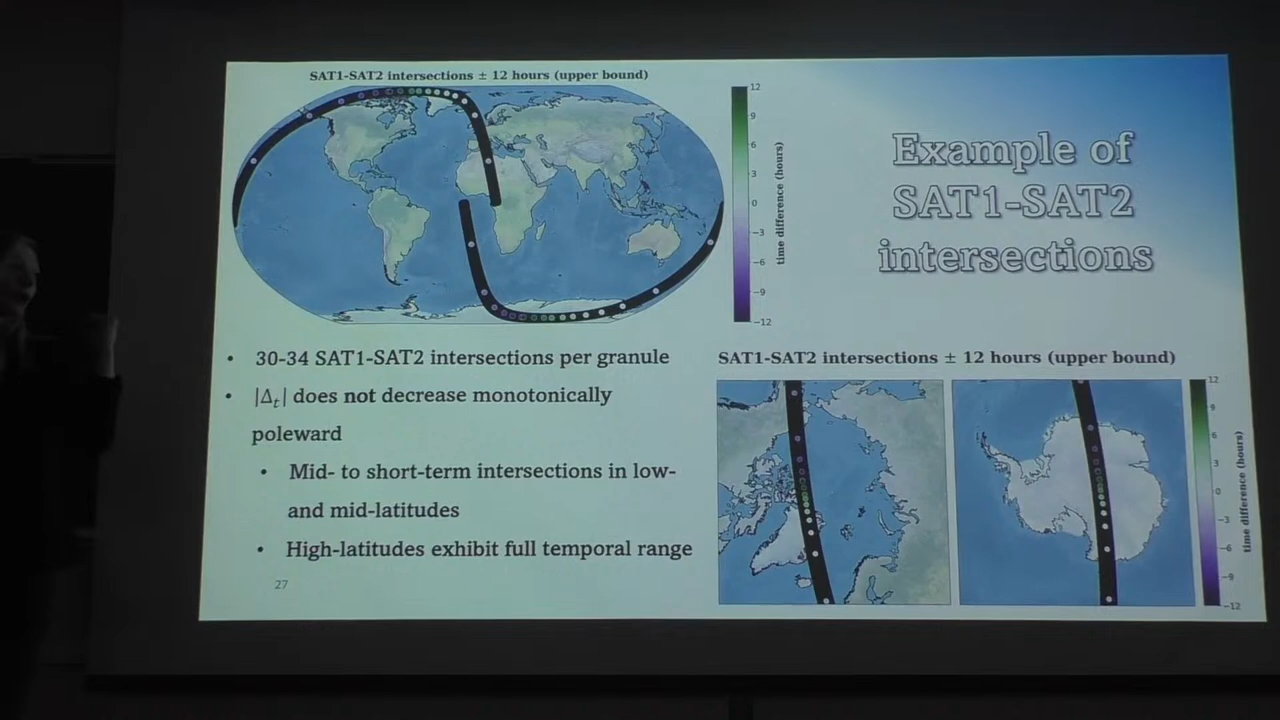 SAT1-SAT2 intersections ± 12 hours (upper bound)
12
9
6
3
0
−3
−6
−9
−12
time difference (hours)
Example of
SAT1-SAT2
intersections
• 30-34 SAT1-SAT2 intersections per granule
• |Δt| does not decrease monotonically
poleward
• Mid- to short-term intersections in low-
and mid-latitudes
• High-latitudes exhibit full temporal range
27
SAT1-SAT2 intersections ± 12 hours (upper bound)
12
9
6
3
0
−3
−6
−9
−12
time difference (hours)